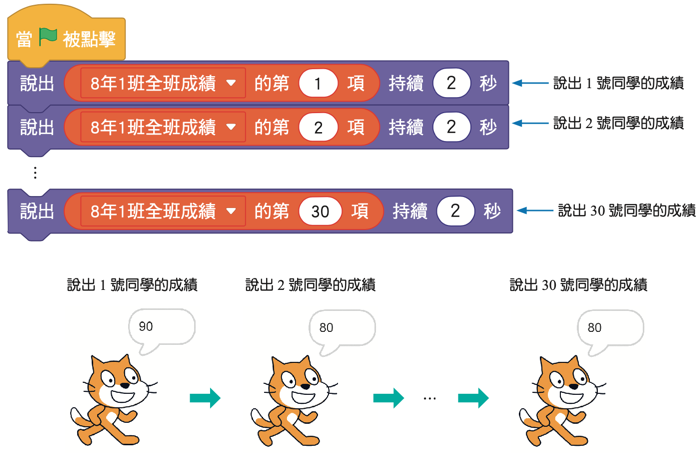 當 被點擊
說出 8年1班全班成績 的第 1 項 持續 2 秒 說出 1 號同學的成績
說出 8年1班全班成績 的第 2 項 持續 2 秒 說出 2 號同學的成績
⋮
說出 8年1班全班成績 的第 30 項 持續 2 秒 說出 30 號同學的成績
說出 1 號同學的成績 說出 2 號同學的成績 說出 30 號同學的成績
90 80 80
…